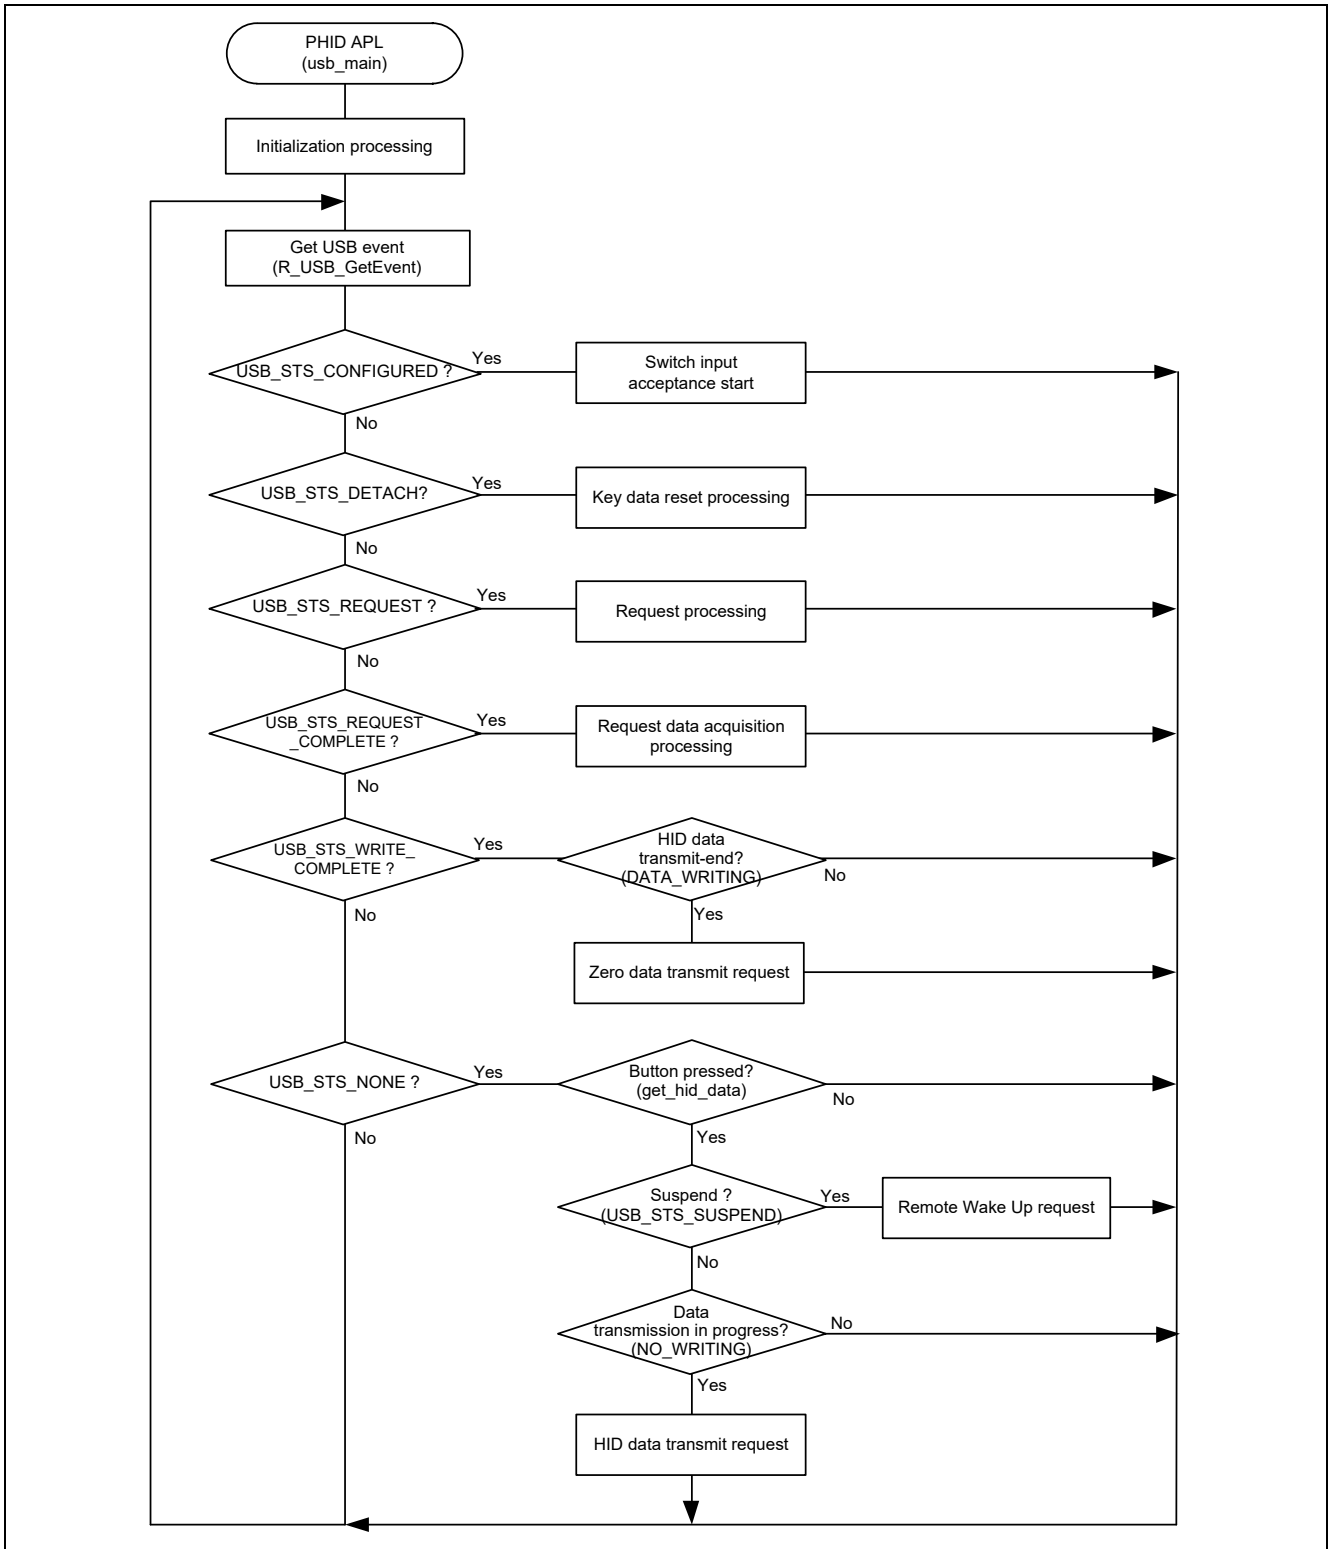 PHID APL
(usb_main)
Initialization processing
Get USB event
(R_USB_GetEvent)
USB_STS_CONFIGURED ?
Yes
Switch input
acceptance start
No
USB_STS_DETACH?
Yes
Key data reset processing
No
USB_STS_REQUEST ?
Yes
Request processing
No
USB_STS_REQUEST
_COMPLETE ?
Yes
Request data acquisition
processing
No
USB_STS_WRITE_
COMPLETE ?
Yes
HID data
transmit-end?
(DATA_WRITING)
No
Yes
No
Zero data transmit request
USB_STS_NONE ?
Yes
Button pressed?
(get_hid_data)
No
Yes
No
Suspend ?
(USB_STS_SUSPEND)
Yes
Remote Wake Up request
No
Data
transmission in progress?
(NO_WRITING)
No
Yes
HID data transmit request